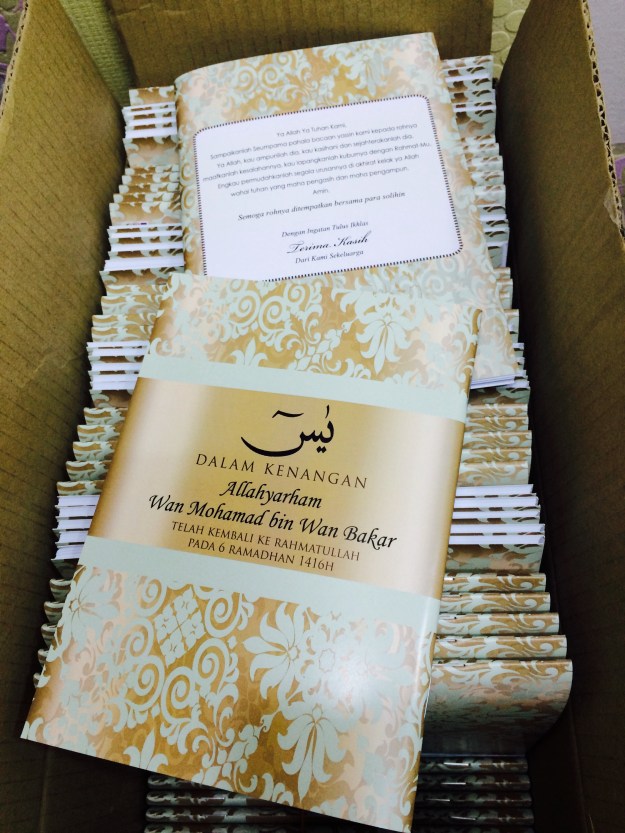 Ya Allah Ya Tuhan Kami,
Sampaikanlah seumpama pahala bacaan yasin kami kepada rohnya
Ya Allah, kau ampunilah dia, kau kasihani dan sejahterakanlah dia,
maafkanlah kesalahannya, kau lapangkanlah kuburnya dengan Rahmat Mu.
Engkau permudahkanlah segala urusannya di akhirat kelak ya Allah
wahai tuhan yang maha pengasih dan maha pengampun.
Amin.
Semoga rohnya ditempatkan bersama para solihin
Dengan Ingatan Tulus Ikhlas
Terima Kasih
Dari Kami Sekeluarga
يٰسٓ
DALAM KENANGAN
Allahyarham
Wan Mohamad bin Wan Bakar
TELAH KEMBALI KE RAHMATULLAH
PADA 6 RAMADHAN 1416H